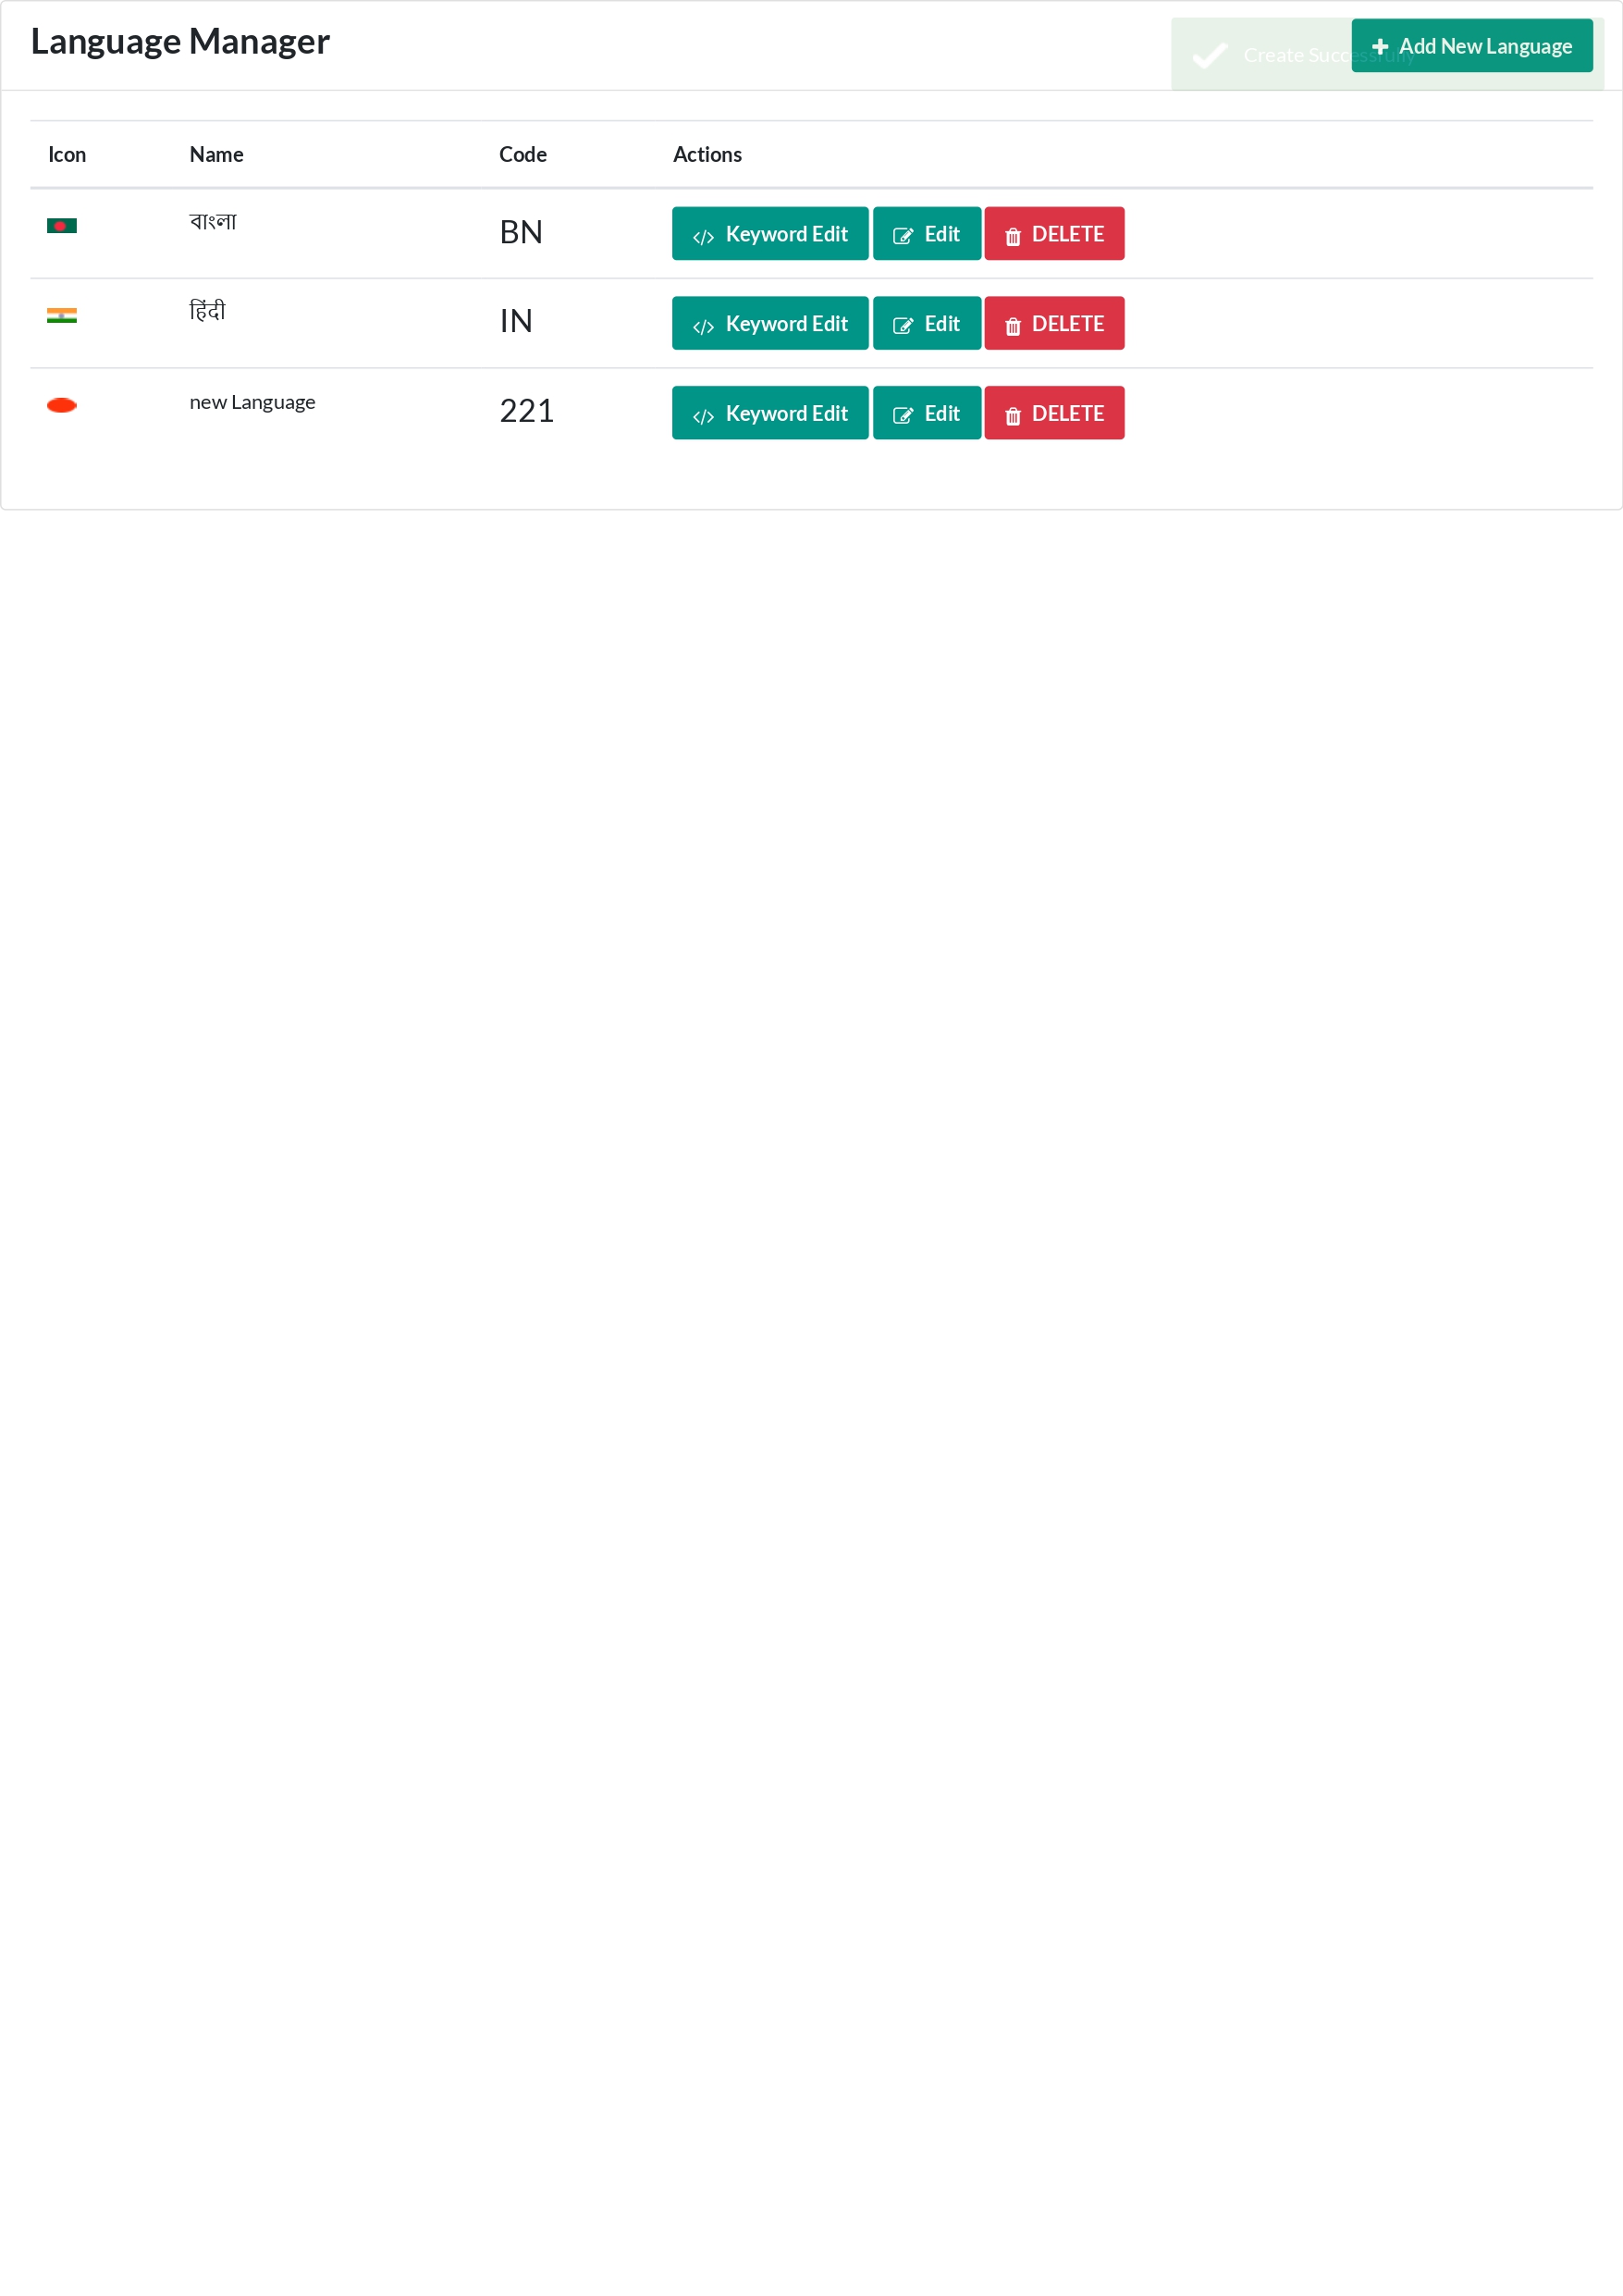 Language Manager
Create Successfully
Add New Language
Icon Name Code Actions
বাংলা BN Keyword Edit Edit DELETE
हिंदी IN Keyword Edit Edit DELETE
new Language 221 Keyword Edit Edit DELETE